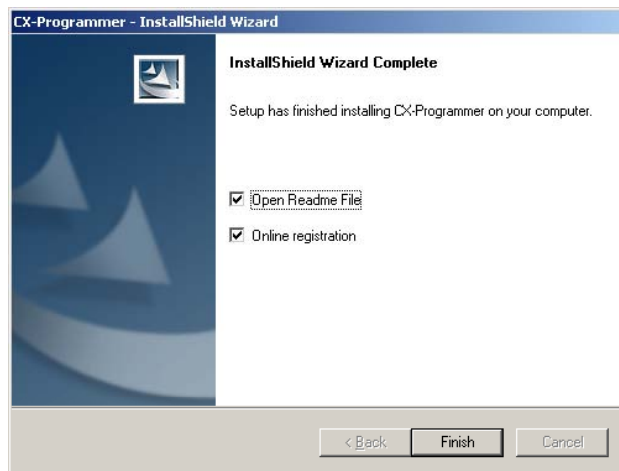 CX-Programmer - InstallShield Wizard
InstallShield Wizard Complete
Setup has finished installing CX-Programmer on your computer.
Open Readme File
Online registration
< Back
Finish
Cancel